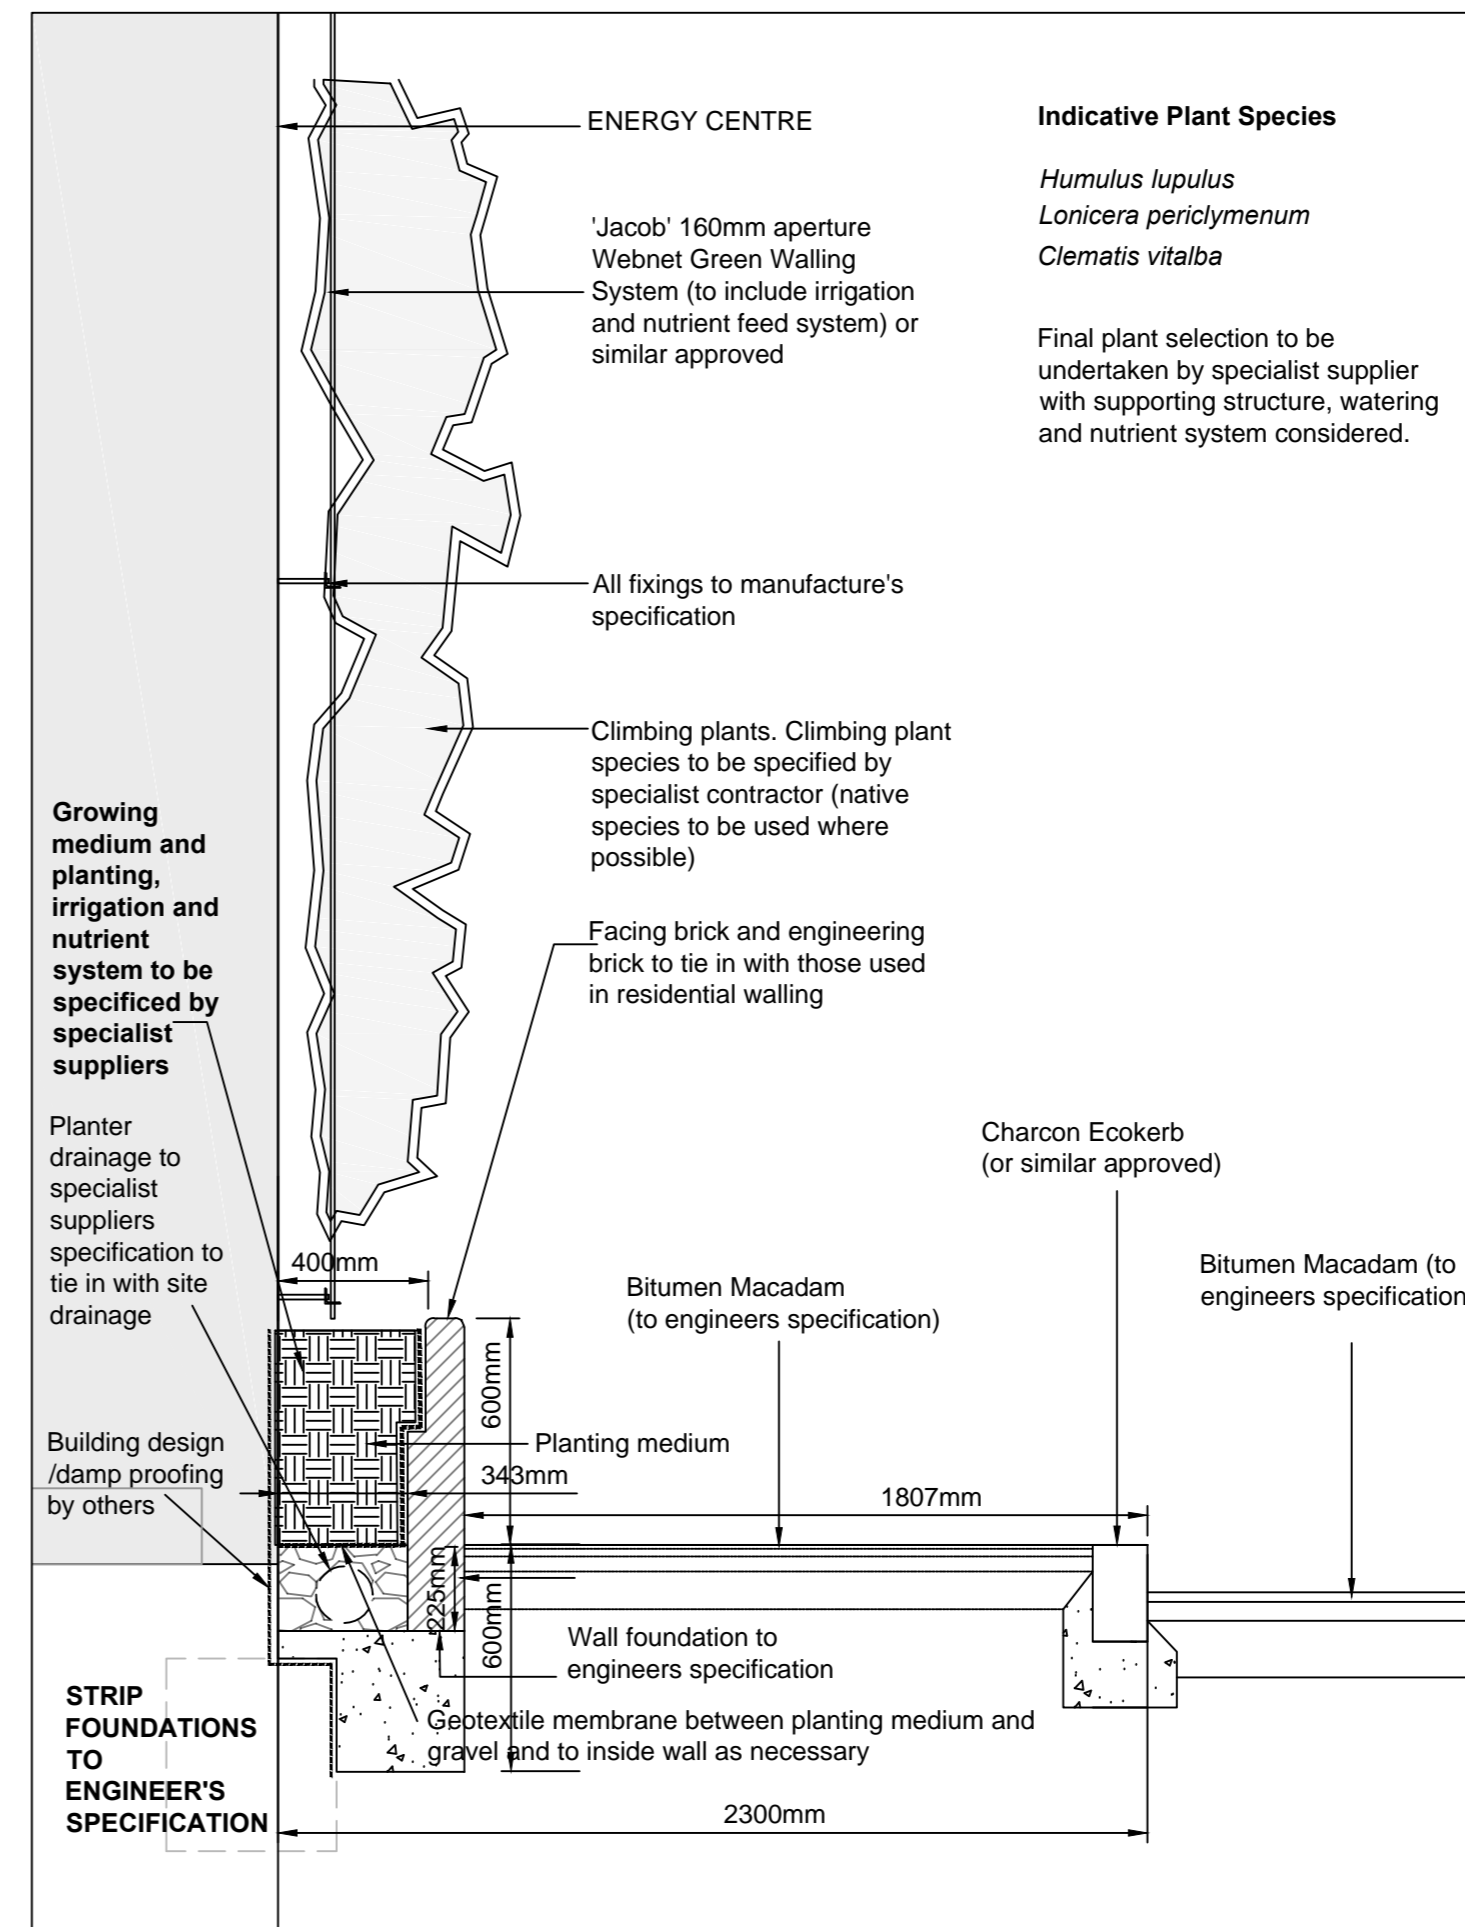 ENERGY CENTRE
Indicative Plant Species
Humulus lupulus
Lonicera periclymenum
Clematis vitalba
Final plant selection to be
undertaken by specialist supplier
with supporting structure, watering
and nutrient system considered.
'Jacob' 160mm aperture
Webnet Green Walling
System (to include irrigation
and nutrient feed system) or
similar approved
All fixings to manufacture's
specification
Climbing plants. Climbing plant
species to be specified by
specialist contractor (native
species to be used where
possible)
Growing
medium and
planting,
irrigation and
nutrient
system to be
specificed by
specialist
suppliers
Facing brick and engineering
brick to tie in with those used
in residential walling
Planter
drainage to
specialist
suppliers
specification to
tie in with site
drainage
Charcon Ecokerb
(or similar approved)
400mm
Bitumen Macadam
(to engineers specification)
Bitumen Macadam (to
engineers specification
600mm
Building design
/damp proofing
by others
Planting medium
343mm
1807mm
225mm
600mm
Wall foundation to
engineers specification
Geotextile membrane between planting medium and
gravel and to inside wall as necessary
STRIP
FOUNDATIONS
TO
ENGINEER'S
SPECIFICATION
2300mm